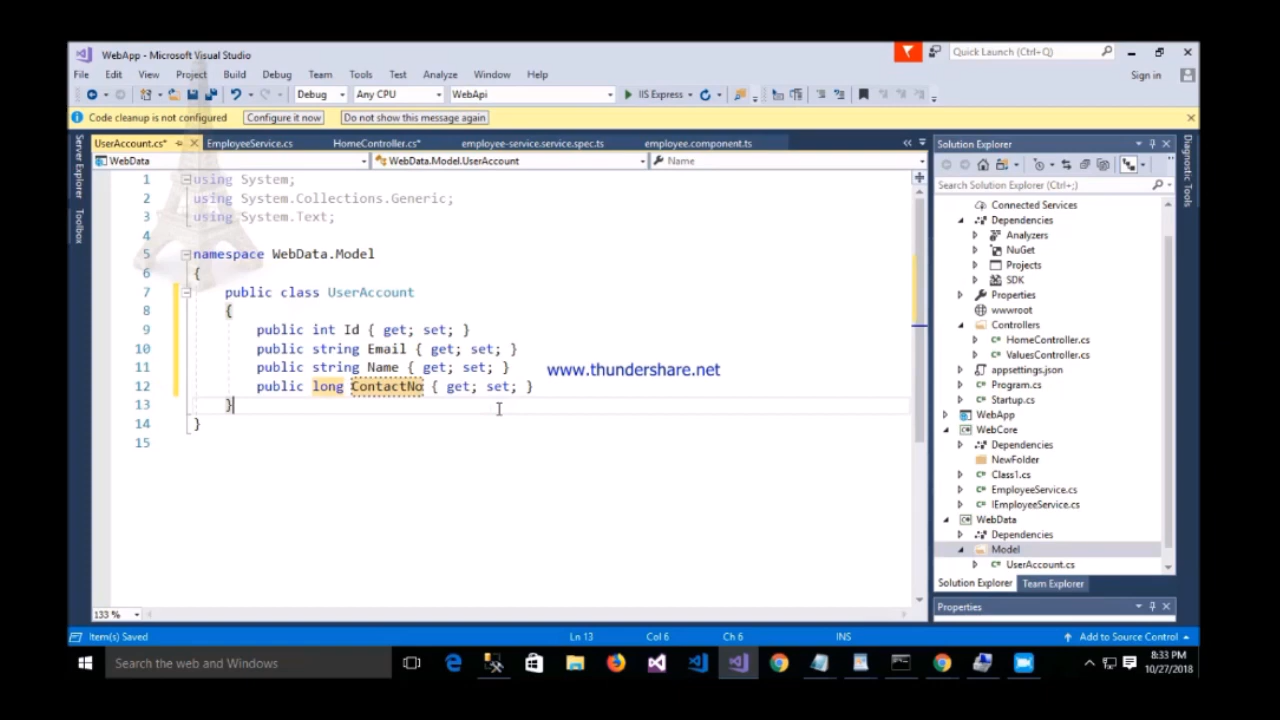 WebApp - Microsoft Visual Studio
Quick Launch (Ctrl+Q)
File Edit View Project Build Debug Team Tools Test Analyze Window Help
Sign in
Debug Any CPU WebApi IIS Express
Code cleanup is not configured Configure it now Do not show this message again
Server Explorer
Toolbox
UserAccount.cs* EmployeeService.cs HomeController.cs* employee-service.service.spec.ts employee.component.ts
WebData WebData.Model.UserAccount Name
1 using System;
2 using System.Collections.Generic;
3 using System.Text;
4
5 namespace WebData.Model
6 {
7 public class UserAccount
8 {
9 public int Id { get; set; }
10 public string Email { get; set; }
11 public string Name { get; set; }
12 public long ContactNo { get; set; }
13 }
14 }
15
www.thundershare.net
133 %
Solution Explorer
Search Solution Explorer (Ctrl+;)
Connected Services
Dependencies
Analyzers
NuGet
Projects
SDK
Properties
wwwroot
Controllers
HomeController.cs
ValuesController.cs
appsettings.json
Program.cs
Startup.cs
WebApp
WebCore
Dependencies
NewFolder
Class1.cs
EmployeeService.cs
IEmployeeService.cs
WebData
Dependencies
Model
UserAccount.cs
Solution Explorer Team Explorer
Properties
Diagnostic Tools
Item(s) Saved Ln 13 Col 6 Ch 6 INS Add to Source Control
Search the web and Windows
8:33 PM
10/27/2018